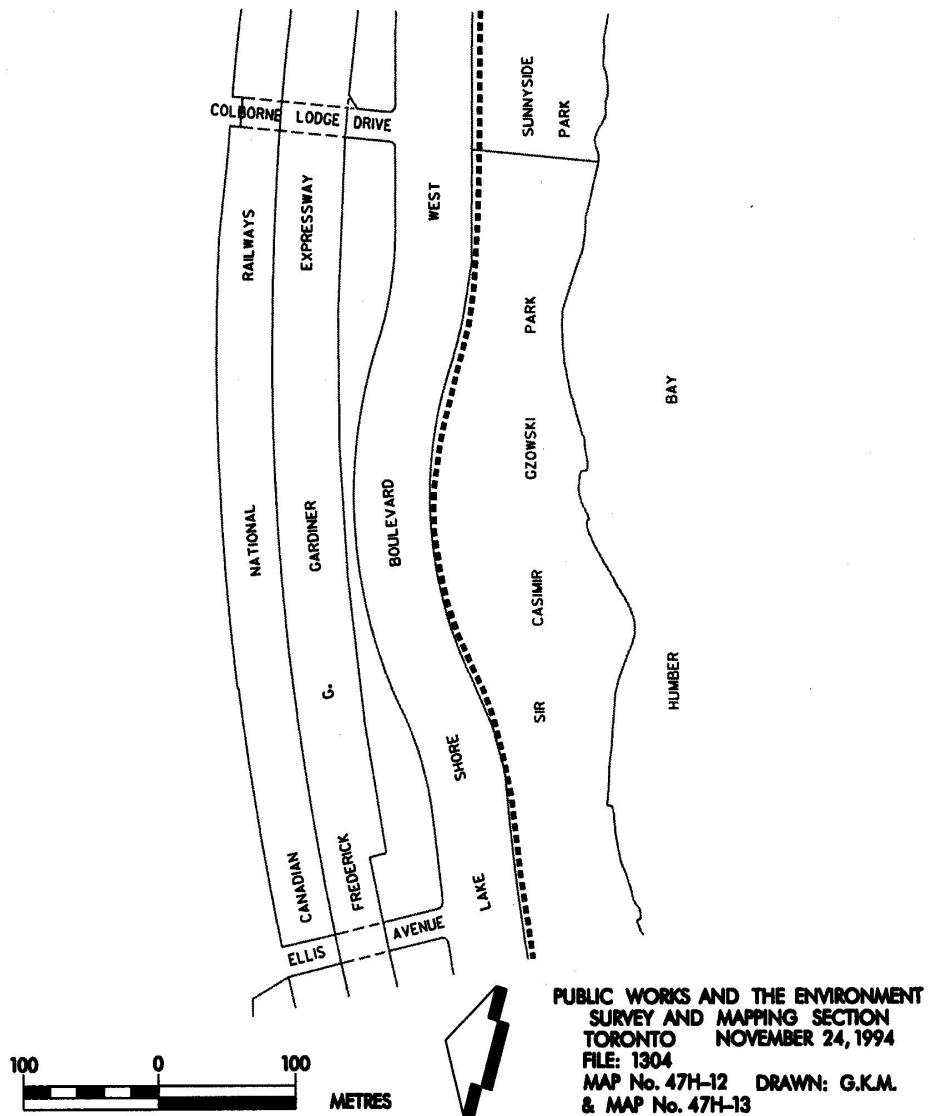 COLBORNE LODGE DRIVE
SUNNYSIDE
PARK
CANADIAN NATIONAL RAILWAYS
FREDERICK G. GARDINER EXPRESSWAY
LAKE SHORE BOULEVARD WEST
SIR CASIMIR GZOWSKI PARK
HUMBER BAY
ELLIS AVENUE
100 0 100
METRES
PUBLIC WORKS AND THE ENVIRONMENT
SURVEY AND MAPPING SECTION
TORONTO NOVEMBER 24, 1994
FILE: 1304
MAP No. 47H-12 DRAWN: G.K.M.
& MAP No. 47H-13